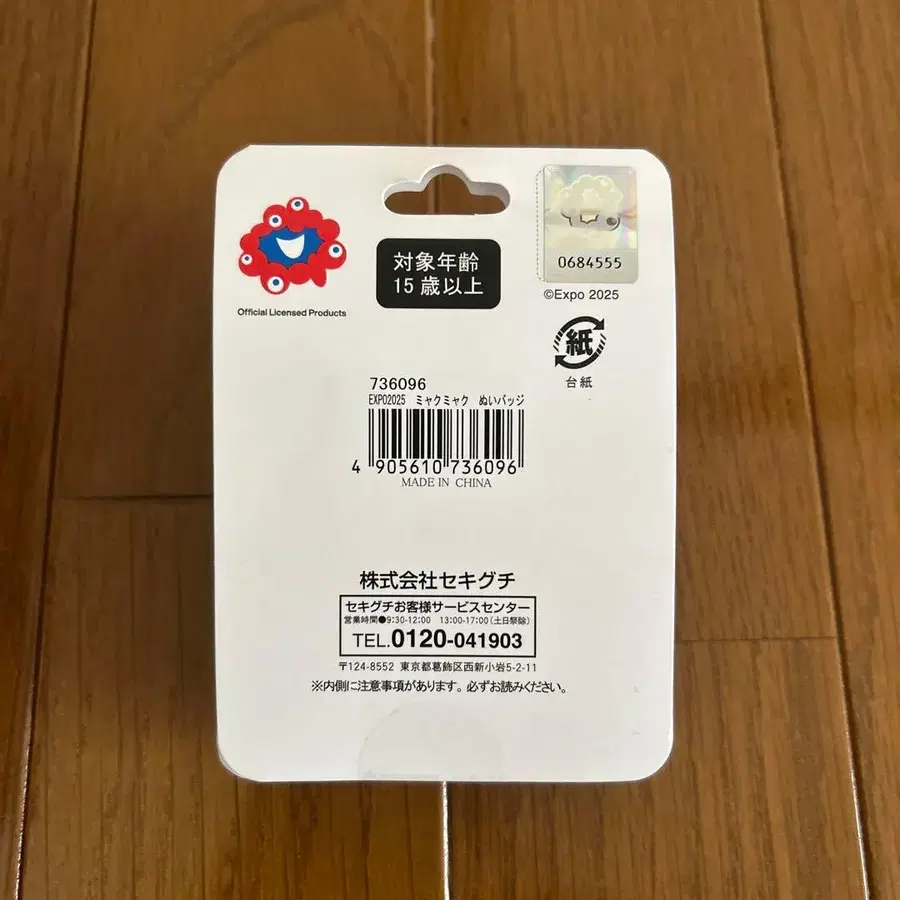 対象年齢
15歳以上
0684555
©Expo 2025
Official Licensed Products
紙
台紙
736096
EXPO2025 ミャクミャク ぬいバッジ
4 905610 736096
MADE IN CHINA
株式会社セキグチ
セキグチお客様サービスセンター
営業時間●9:30-12:00 13:00-17:00(土日祭除)
TEL.0120-041903
〒124-8552 東京都葛飾区西新小岩5-2-11
※内側に注意事項があります。必ずお読みください。